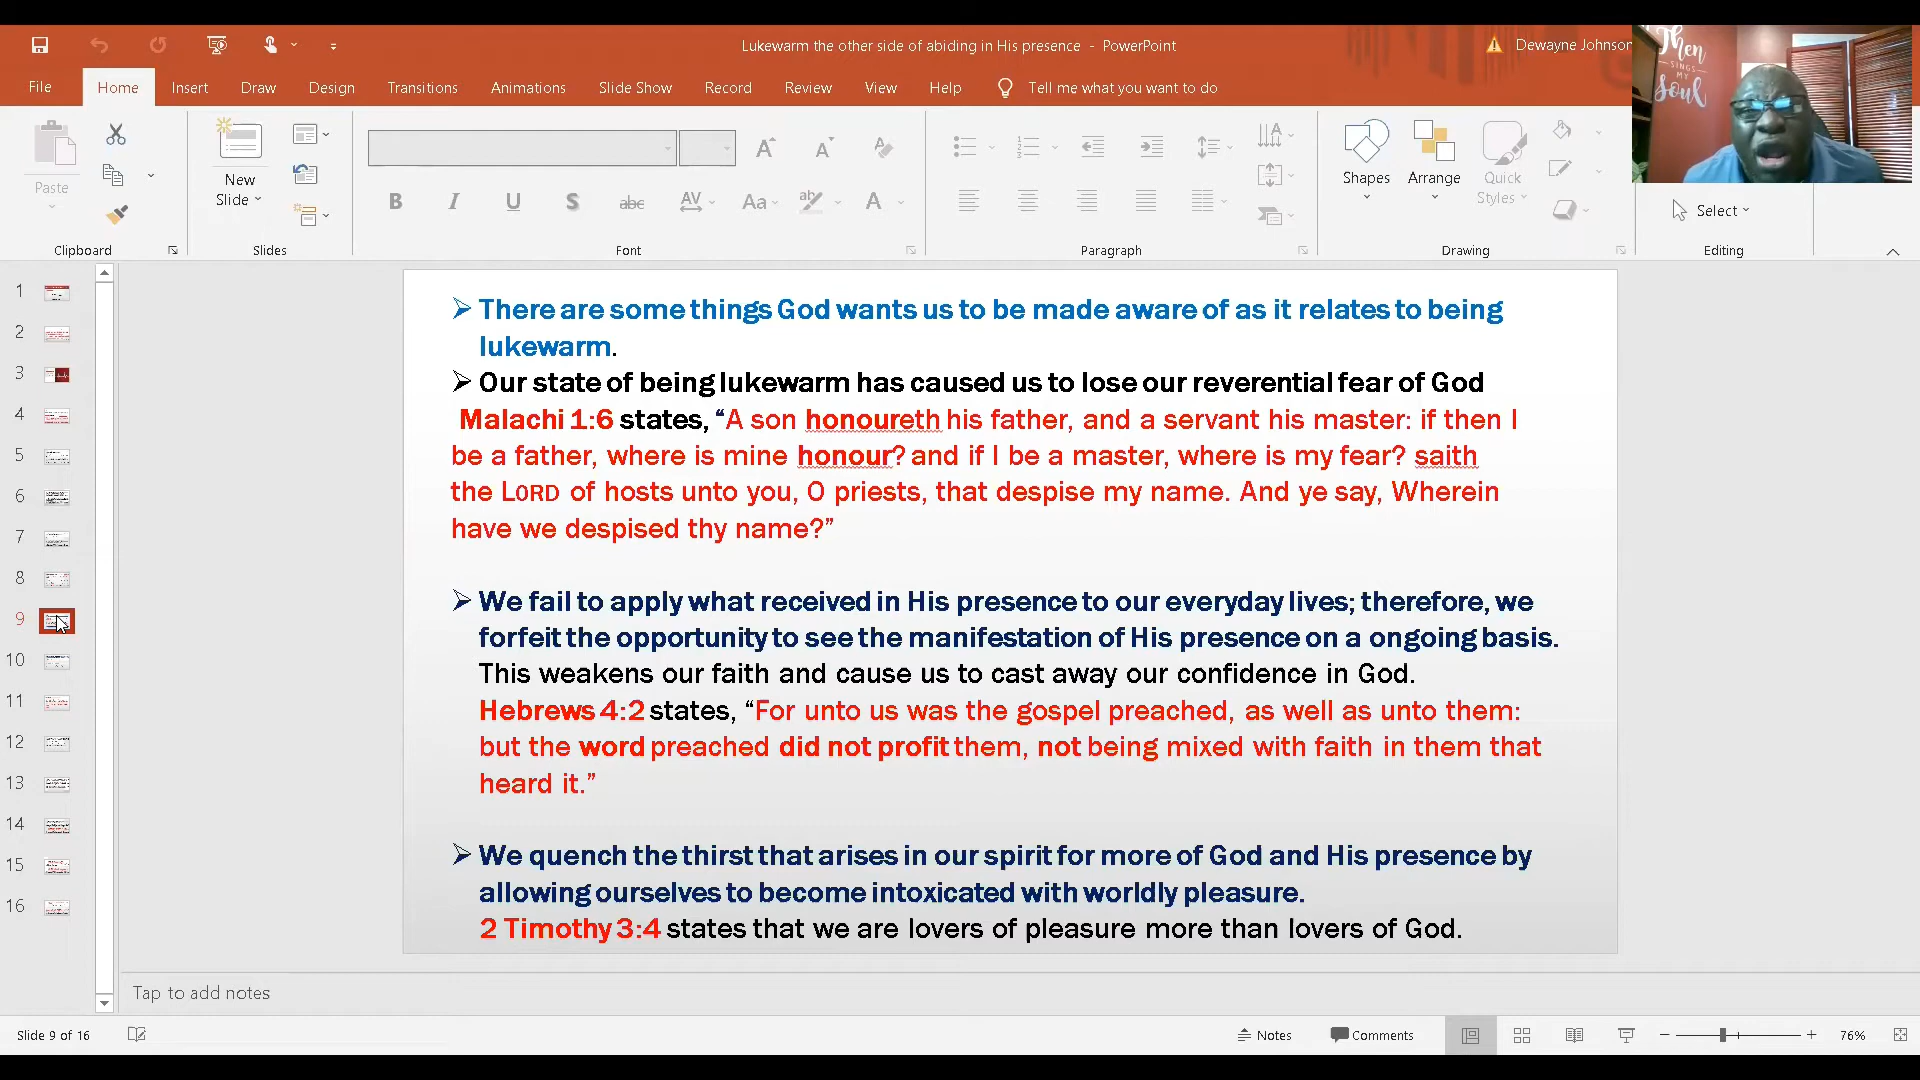 Lukewarm the other side of abiding in His presence - PowerPoint
Dewayne Johnson
Then
SINGS
MY
Soul
File
Home
Insert
Draw
Design
Transitions
Animations
Slide Show
Record
Review
View
Help
Tell me what you want to do
Paste
New
Slide
B I U S abc AV Aa A
Shapes
Arrange
Quick
Styles
Select
Clipboard
Slides
Font
Paragraph
Drawing
Editing
1
2
3
4
5
6
7
8
9
10
11
12
13
14
15
16
There are some things God wants us to be made aware of as it relates to being
lukewarm.
Our state of being lukewarm has caused us to lose our reverential fear of God
Malachi 1:6 states, “A son honoureth his father, and a servant his master: if then I
be a father, where is mine honour? and if I be a master, where is my fear? saith
the LORD of hosts unto you, O priests, that despise my name. And ye say, Wherein
have we despised thy name?”
We fail to apply what received in His presence to our everyday lives; therefore, we
forfeit the opportunity to see the manifestation of His presence on a ongoing basis.
This weakens our faith and cause us to cast away our confidence in God.
Hebrews 4:2 states, “For unto us was the gospel preached, as well as unto them:
but the word preached did not profit them, not being mixed with faith in them that
heard it.”
We quench the thirst that arises in our spirit for more of God and His presence by
allowing ourselves to become intoxicated with worldly pleasure.
2 Timothy 3:4 states that we are lovers of pleasure more than lovers of God.
Tap to add notes
Slide 9 of 16
Notes
Comments
76%